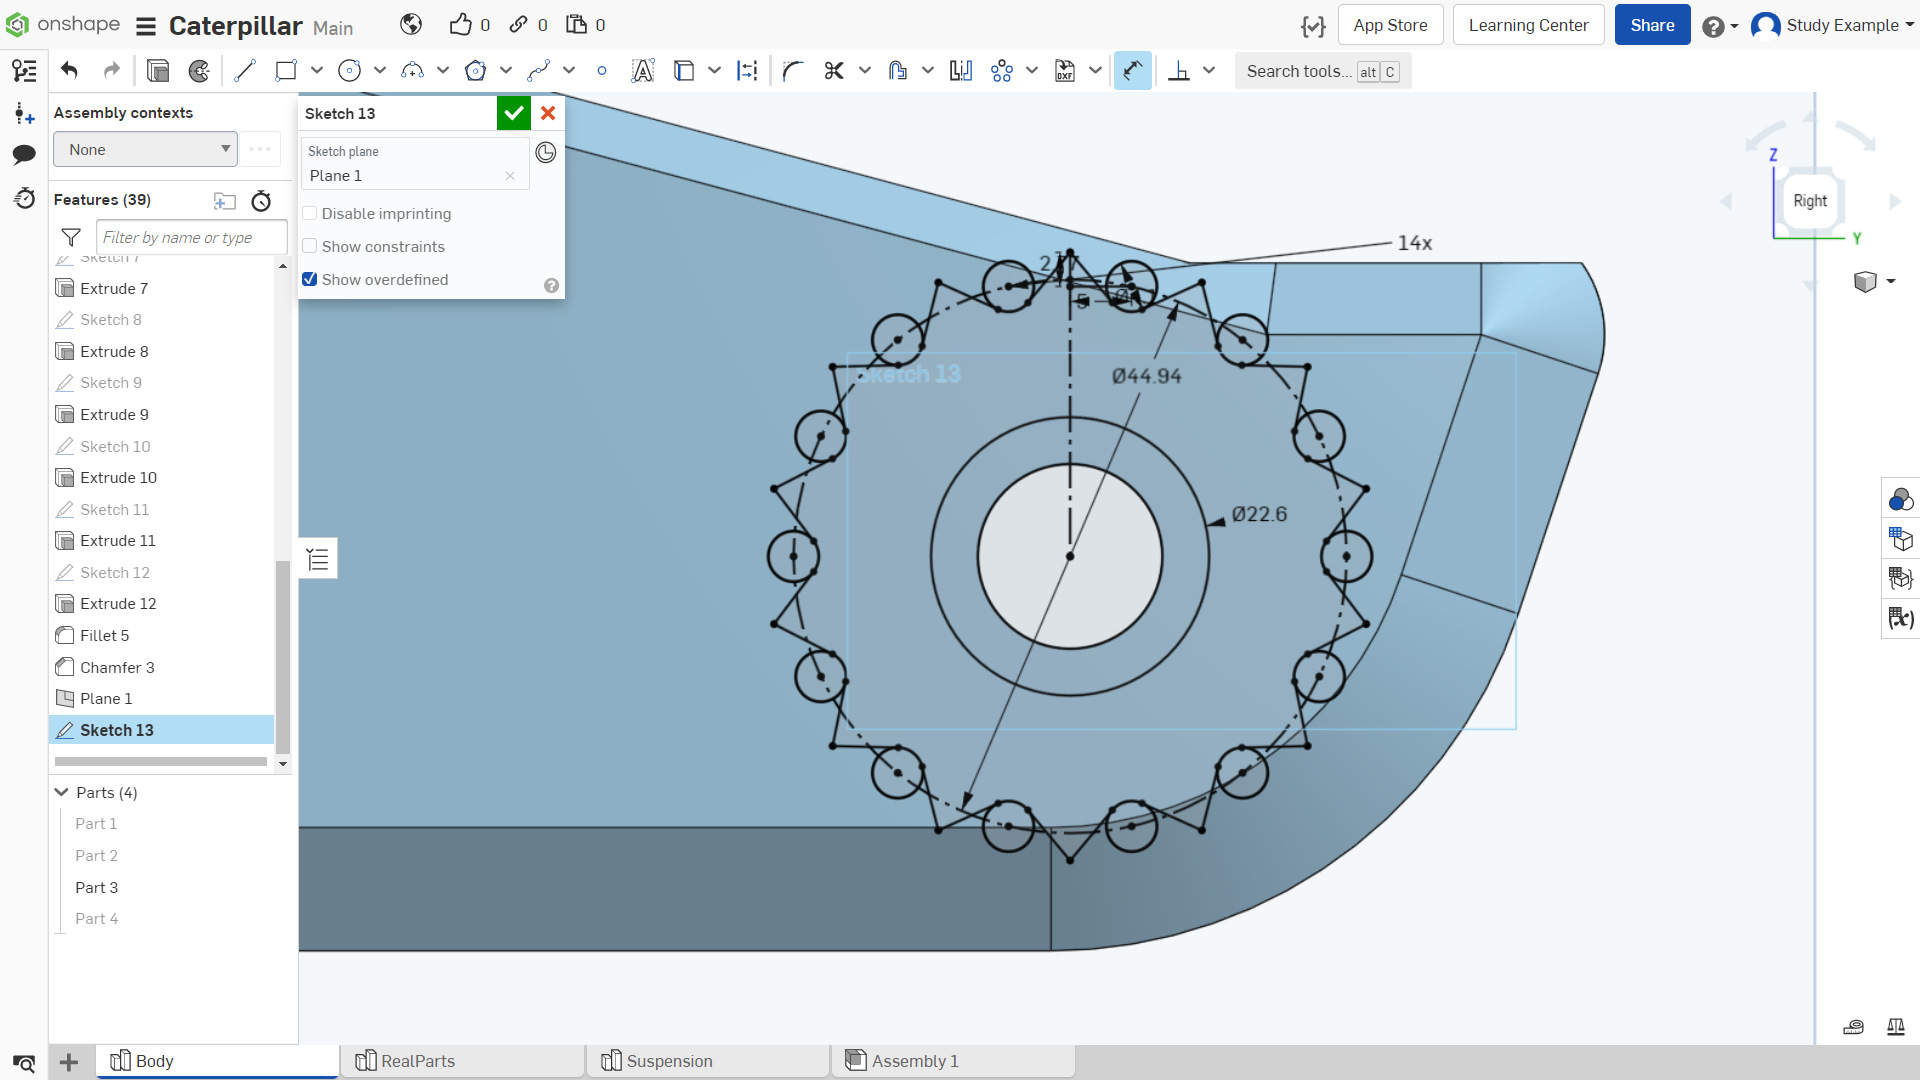 onshape Caterpillar Main 0 0 0 App Store Learning Center Share Study Example
Search tools... alt C
Assembly contexts
None
Features (39)
Filter by name or type
Sketch 7
Extrude 7
Sketch 8
Extrude 8
Sketch 9
Extrude 9
Sketch 10
Extrude 10
Sketch 11
Extrude 11
Sketch 12
Extrude 12
Fillet 5
Chamfer 3
Plane 1
Sketch 13
Parts (4)
Part 1
Part 2
Part 3
Part 4
Sketch 13
Sketch plane
Plane 1
Disable imprinting
Show constraints
Show overdefined
14x
5
Sketch 13
Ø44.94
Ø22.6
Z
Right
Y
Body RealParts Suspension Assembly 1